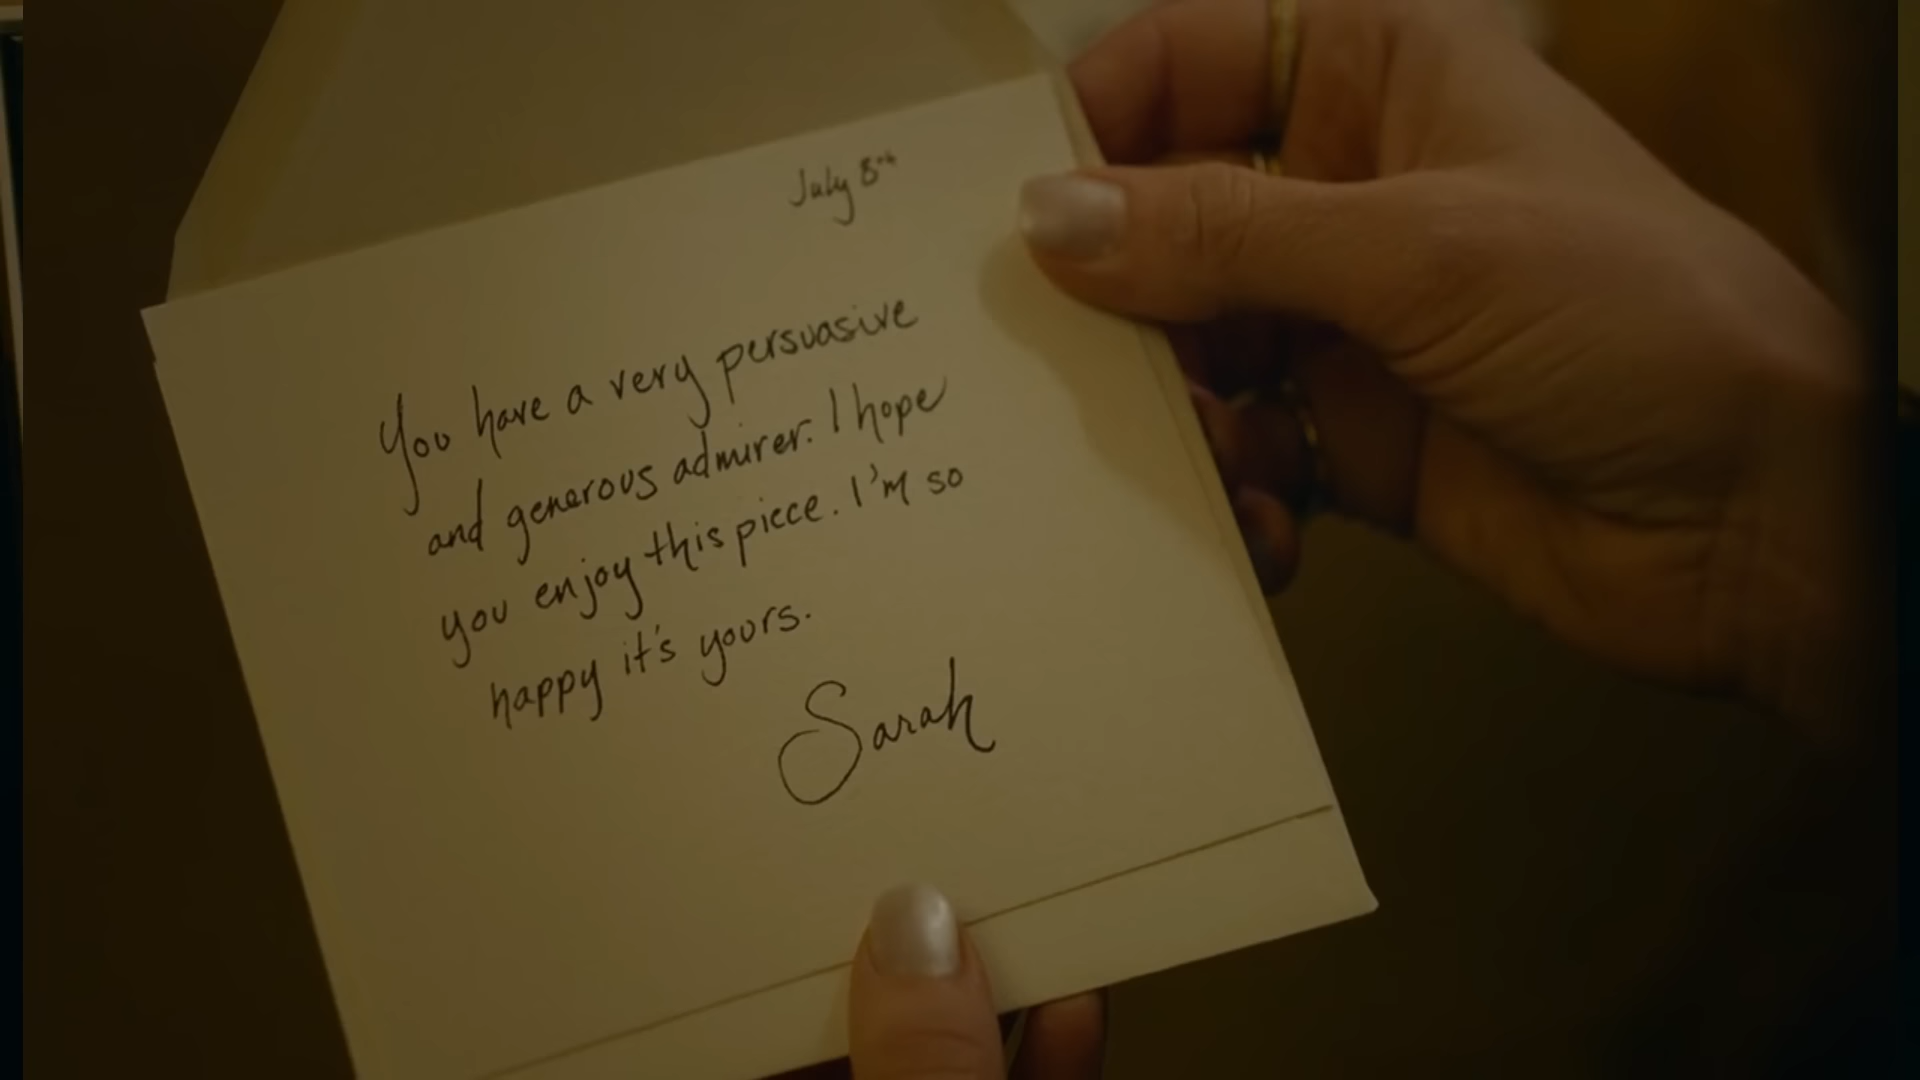 July 8th
You have a very persuasive
and generous admirer. I hope
you enjoy this piece. I'm so
happy it's yours.
Sarah